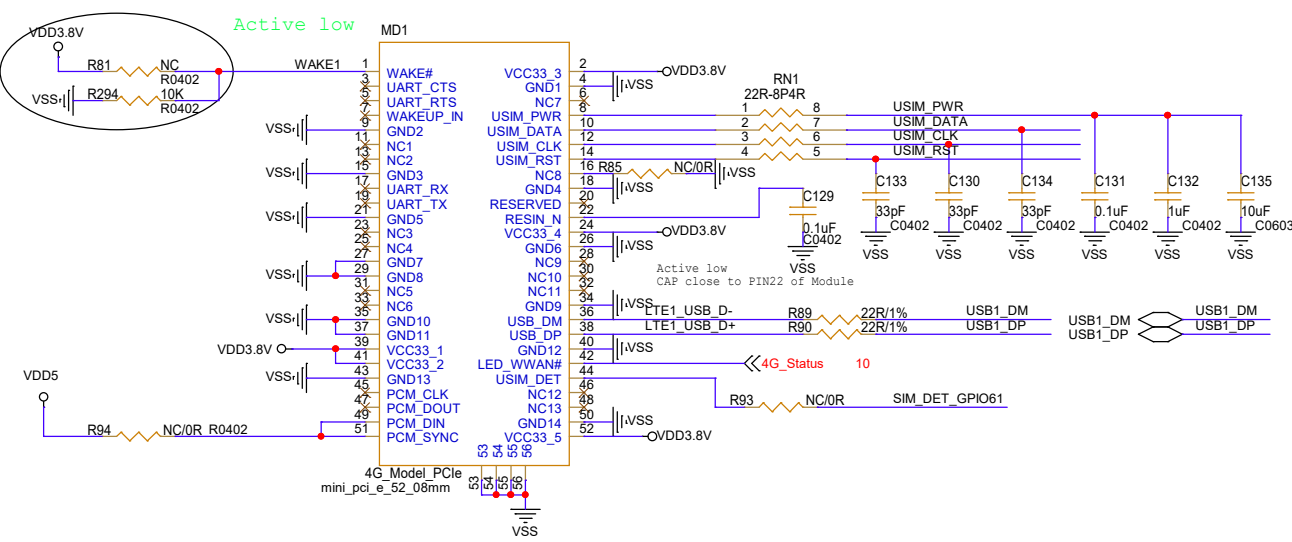 Active low
VDD3.8V
R81 NC
R0402
VSS R294 10K
R0402
WAKE1
MD1
1 WAKE# VCC33_3 2 VDD3.8V
3 UART_CTS GND1 4 VSS
5 UART_RTS NC7 6
7 WAKEUP_IN USIM_PWR 8
VSS 9 GND2 USIM_DATA 10
11 NC1 USIM_CLK 12
13 NC2 USIM_RST 14
VSS 15 GND3 NC8 16 R85 NC/0R VSS
17 UART_RX GND4 18 VSS
19 UART_TX RESERVED 20
VSS 21 GND5 RESIN_N 22
23 NC3 VCC33_4 24 VDD3.8V
25 NC4 GND6 26 VSS
27 GND7 NC9 28
VSS 29 GND8 NC10 30
31 NC5 NC11 32
33 NC6 GND9 34 VSS
VSS 35 GND10 USB_DM 36 LTE1_USB_D- R89 22R/1% USB1_DM
37 GND11 USB_DP 38 LTE1_USB_D+ R90 22R/1% USB1_DP
VDD3.8V 39 VCC33_1 GND12 40 VSS
41 VCC33_2 LED_WWAN# 42 4G_Status 10
VSS 43 GND13 USIM_DET 44
45 PCM_CLK NC12 46
47 PCM_DOUT NC13 48
49 PCM_DIN GND14 50 VSS
51 PCM_SYNC VCC33_5 52 VDD3.8V
53 54 55 56
53 54 55 56
VSS
4G_Model_PCIe
mini_pci_e_52_08mm
VDD5
R94 NC/0R R0402
RN1
22R-8P4R
1 8 USIM_PWR
2 7 USIM_DATA
3 6 USIM_CLK
4 5 USIM_RST
C129
0.1uF
C0402
VSS
C133 C130 C134 C131 C132 C135
33pF 33pF 33pF 0.1uF 1uF 10uF
C0402 C0402 C0402 C0402 C0402 C0603
VSS VSS VSS VSS VSS VSS
Active low
CAP close to PIN22 of Module
USB1_DM USB1_DM
USB1_DP USB1_DP
R93 NC/0R SIM_DET_GPIO61